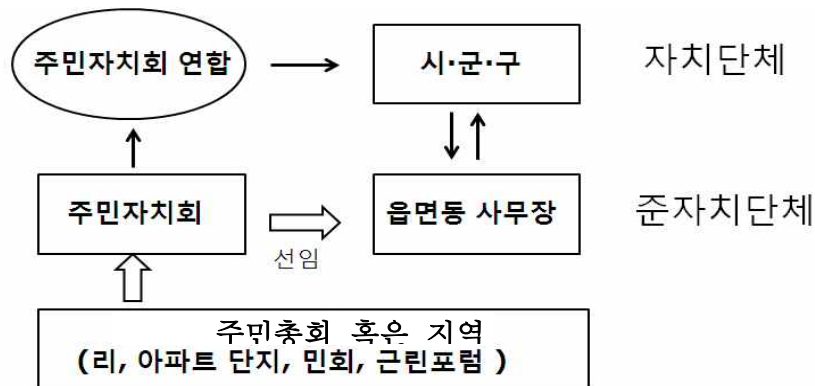 주민자치회 연합
시·군·구
자치단체
주민자치회
선임
읍면동 사무장
준자치단체
주민총회 혹은 지역
(리, 아파트 단지, 민회, 근린포럼 )